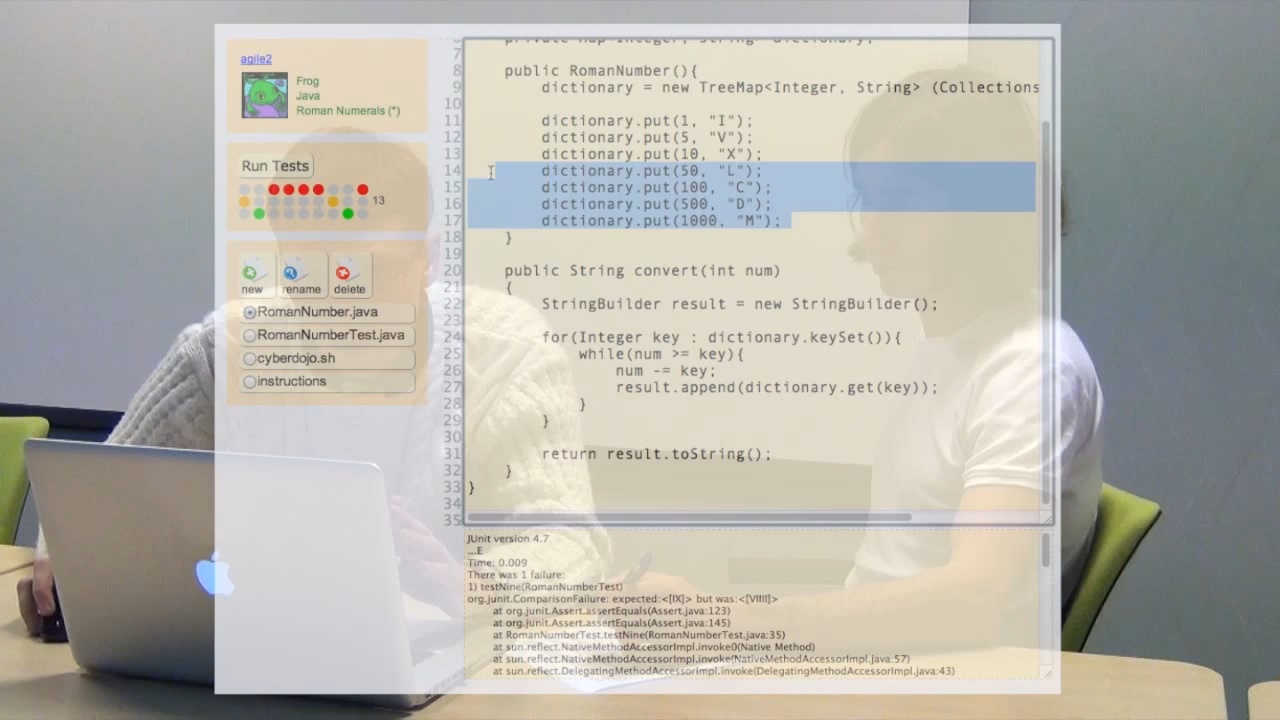 agile2
Frog
Java
Roman Numerals (*)
Run Tests
13
new rename delete
RomanNumber.java
RomanNumberTest.java
cyberdojo.sh
instructions
7
8 public RomanNumber(){
9 dictionary = new TreeMap<Integer, String> (Collections
10
11 dictionary.put(1, "I");
12 dictionary.put(5, "V");
13 dictionary.put(10, "X");
14 dictionary.put(50, "L");
15 dictionary.put(100, "C");
16 dictionary.put(500, "D");
17 dictionary.put(1000, "M");
18 }
19
20 public String convert(int num)
21 {
22 StringBuilder result = new StringBuilder();
23
24 for(Integer key : dictionary.keySet()){
25 while(num >= key){
26 num -= key;
27 result.append(dictionary.get(key));
28 }
29 }
30
31 return result.toString();
32 }
33 }
34
35
JUnit version 4.7
...E
Time: 0.009
There was 1 failure:
1) testNine(RomanNumberTest)
org.junit.ComparisonFailure: expected:<[IX]> but was:<[VIIII]>
at org.junit.Assert.assertEquals(Assert.java:123)
at org.junit.Assert.assertEquals(Assert.java:145)
at RomanNumberTest.testNine(RomanNumberTest.java:35)
at sun.reflect.NativeMethodAccessorImpl.invoke0(Native Method)
at sun.reflect.NativeMethodAccessorImpl.invoke(NativeMethodAccessorImpl.java:57)
at sun.reflect.DelegatingMethodAccessorImpl.invoke(DelegatingMethodAccessorImpl.java:43)